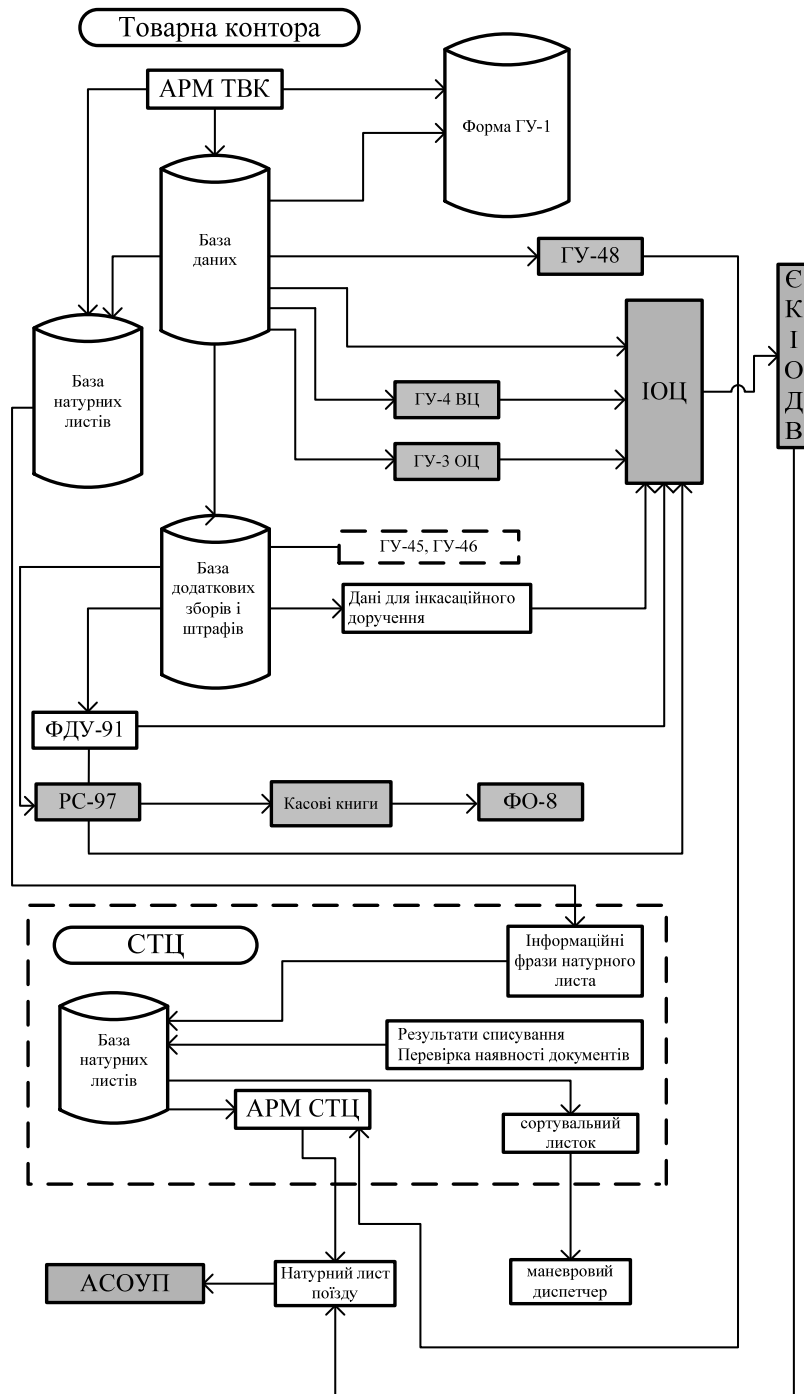 Товарна контора
АРМ ТВК
Форма ГУ-1
База
даних
ГУ-48
Є
К
І
О
Д
В
База
натурних
листів
ІОЦ
ГУ-4 ВЦ
ГУ-3 ОЦ
База
додаткових
зборів і
штрафів
ГУ-45, ГУ-46
Дані для інкасаційного
доручення
ФДУ-91
РС-97
Касові книги
ФО-8
СТЦ
Інформаційні
фрази натурного
листа
База
натурних
листів
Результати списування
Перевірка наявності документів
АРМ СТЦ
сортувальний
листок
АСОУП
Натурний лист
поїзду
маневровий
диспетчер